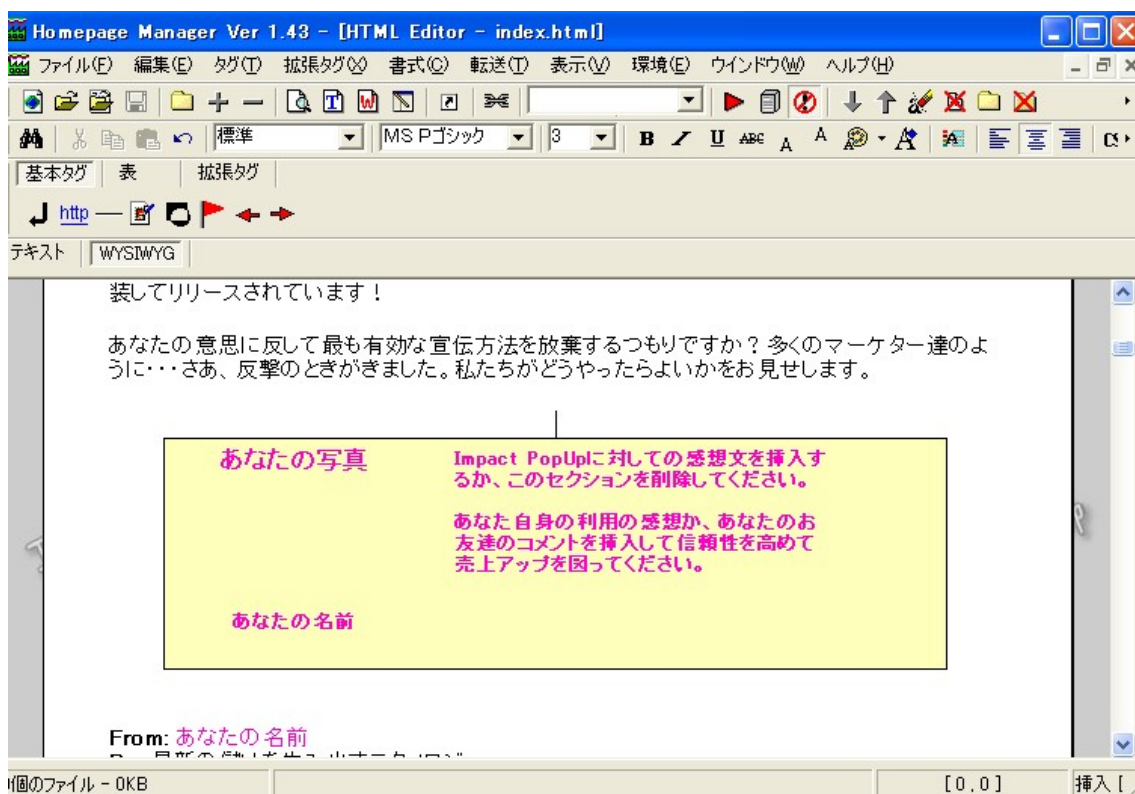 Homepage Manager Ver 1.43 - [HTML Editor - index.html]
ファイル(F) 編集(E) タグ(T) 拡張タグ(X) 書式(C) 転送(T) 表示(V) 環境(E) ウインドウ(W) ヘルプ(H)
標準 MS Pゴシック 3 B U ABC A A
基本タグ 表 拡張タグ
http
テキスト WYSIWYG
装してリリースされています!
あなたの意思に反して最も有効な宣伝方法を放棄するつもりですか?多くのマーケター達のよ
うに・・・さあ、反撃のときがきました。私たちがどうやったらよいかをお見せします。
あなたの写真
Impact PopUpに対しての感想文を挿入す
るか、このセクションを削除してください。
あなた自身の利用の感想か、あなたのお
友達のコメントを挿入して信頼性を高めて
売上アップを図ってください。
あなたの名前
From: あなたの名前
個のファイル - 0KB [0,0] 挿入 [